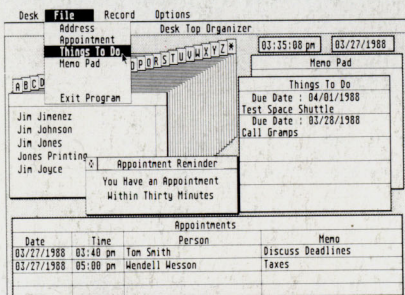 Desk File Record Options
Desk Top Organizer
Address
Appointment
Things To Do
Memo Pad
Exit Program
03:35:08 pm 03/27/1988
ABCD
OPQRSTUVWXYZ*
Memo Pad
Things To Do
Due Date : 04/01/1988
Test Space Shuttle
Due Date : 03/28/1988
Call Gramps
Jim Jimenez
Jim Johnson
Jim Jones
Jones Printing
Jim Joyce
Appointment Reminder
You Have an Appointment
Within Thirty Minutes
Appointments
Date Time Person Memo
03/27/1988 03:40 pm Tom Smith Discuss Deadlines
03/27/1988 05:00 pm Wendell Wesson Taxes